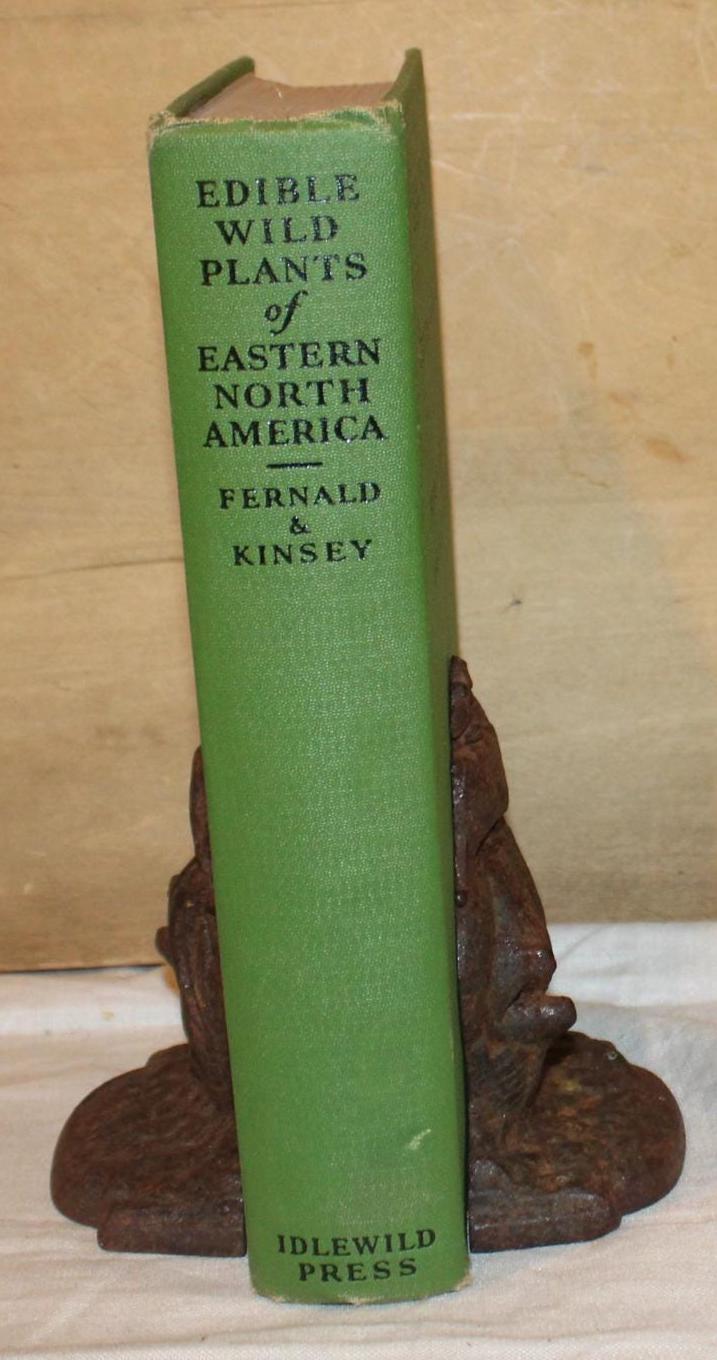 EDIBLE
WILD
PLANTS
of
EASTERN
NORTH
AMERICA
FERNALD
&
KINSEY
IDLEWILD
PRESS